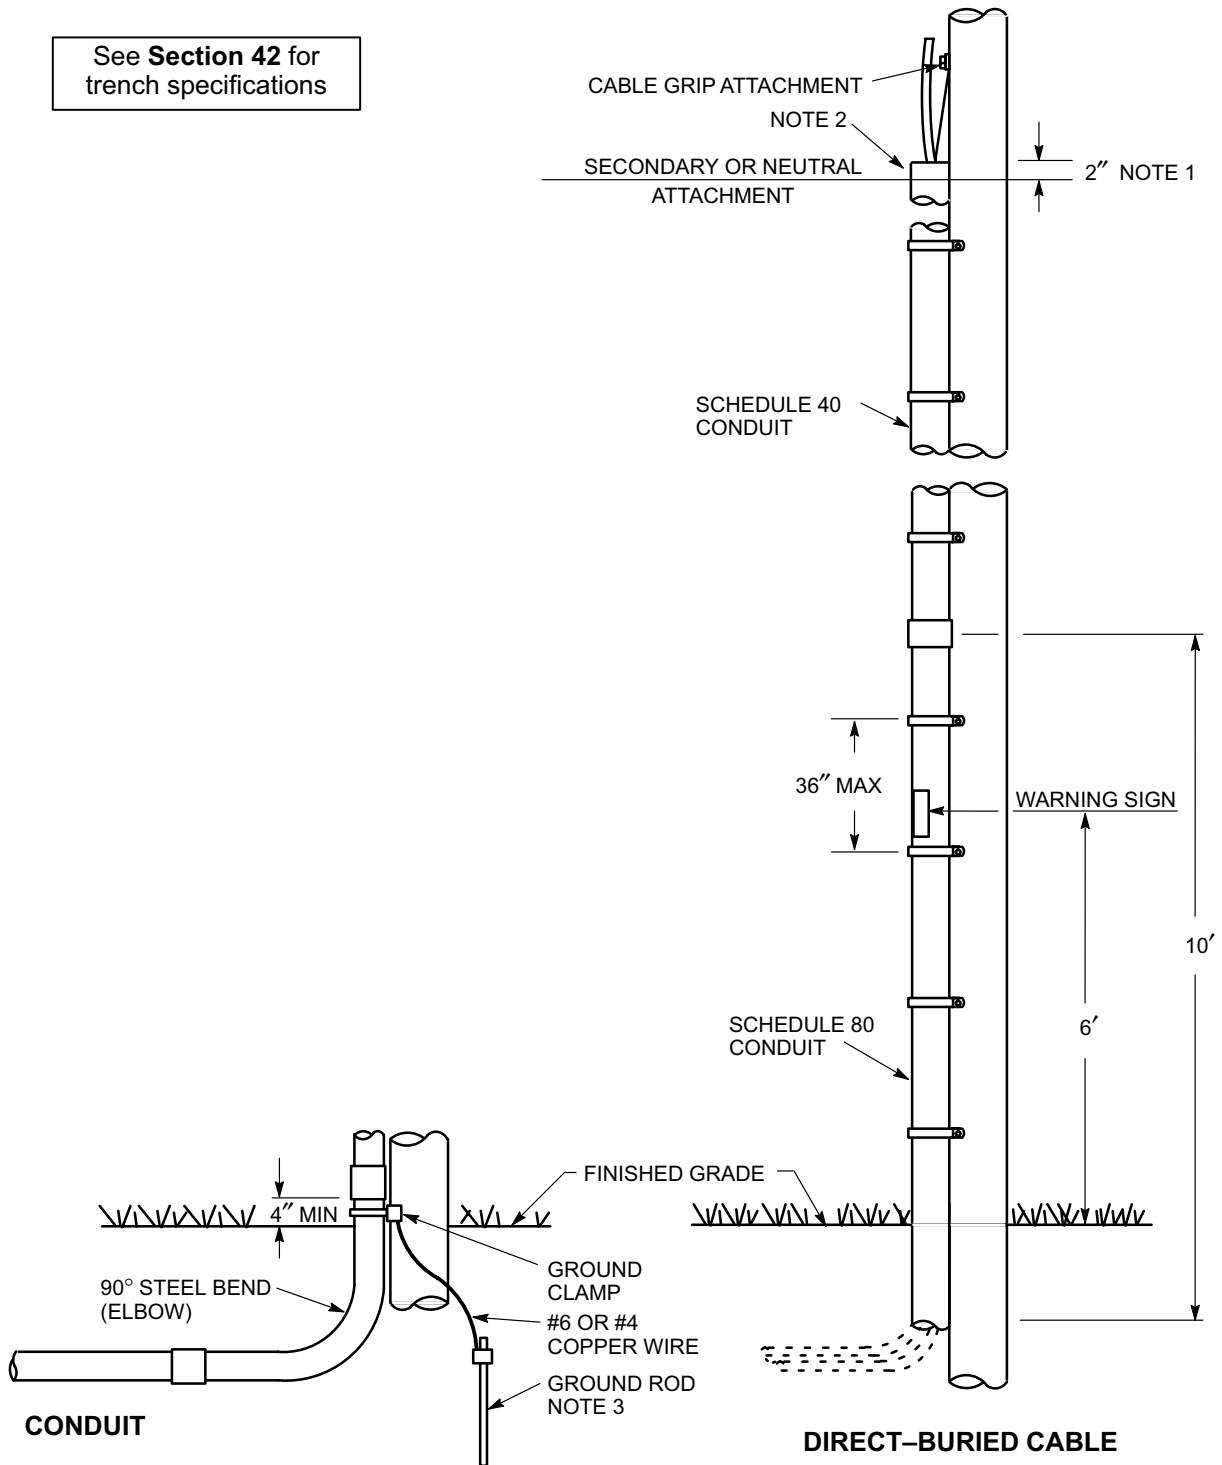 See Section 42 for
trench specifications
CABLE GRIP ATTACHMENT
NOTE 2
SECONDARY OR NEUTRAL
ATTACHMENT
2″ NOTE 1
SCHEDULE 40
CONDUIT
36″ MAX
WARNING SIGN
10′
6′
SCHEDULE 80
CONDUIT
FINISHED GRADE
4″ MIN
90° STEEL BEND
(ELBOW)
GROUND
CLAMP
#6 OR #4
COPPER WIRE
GROUND ROD
NOTE 3
CONDUIT
DIRECT–BURIED CABLE